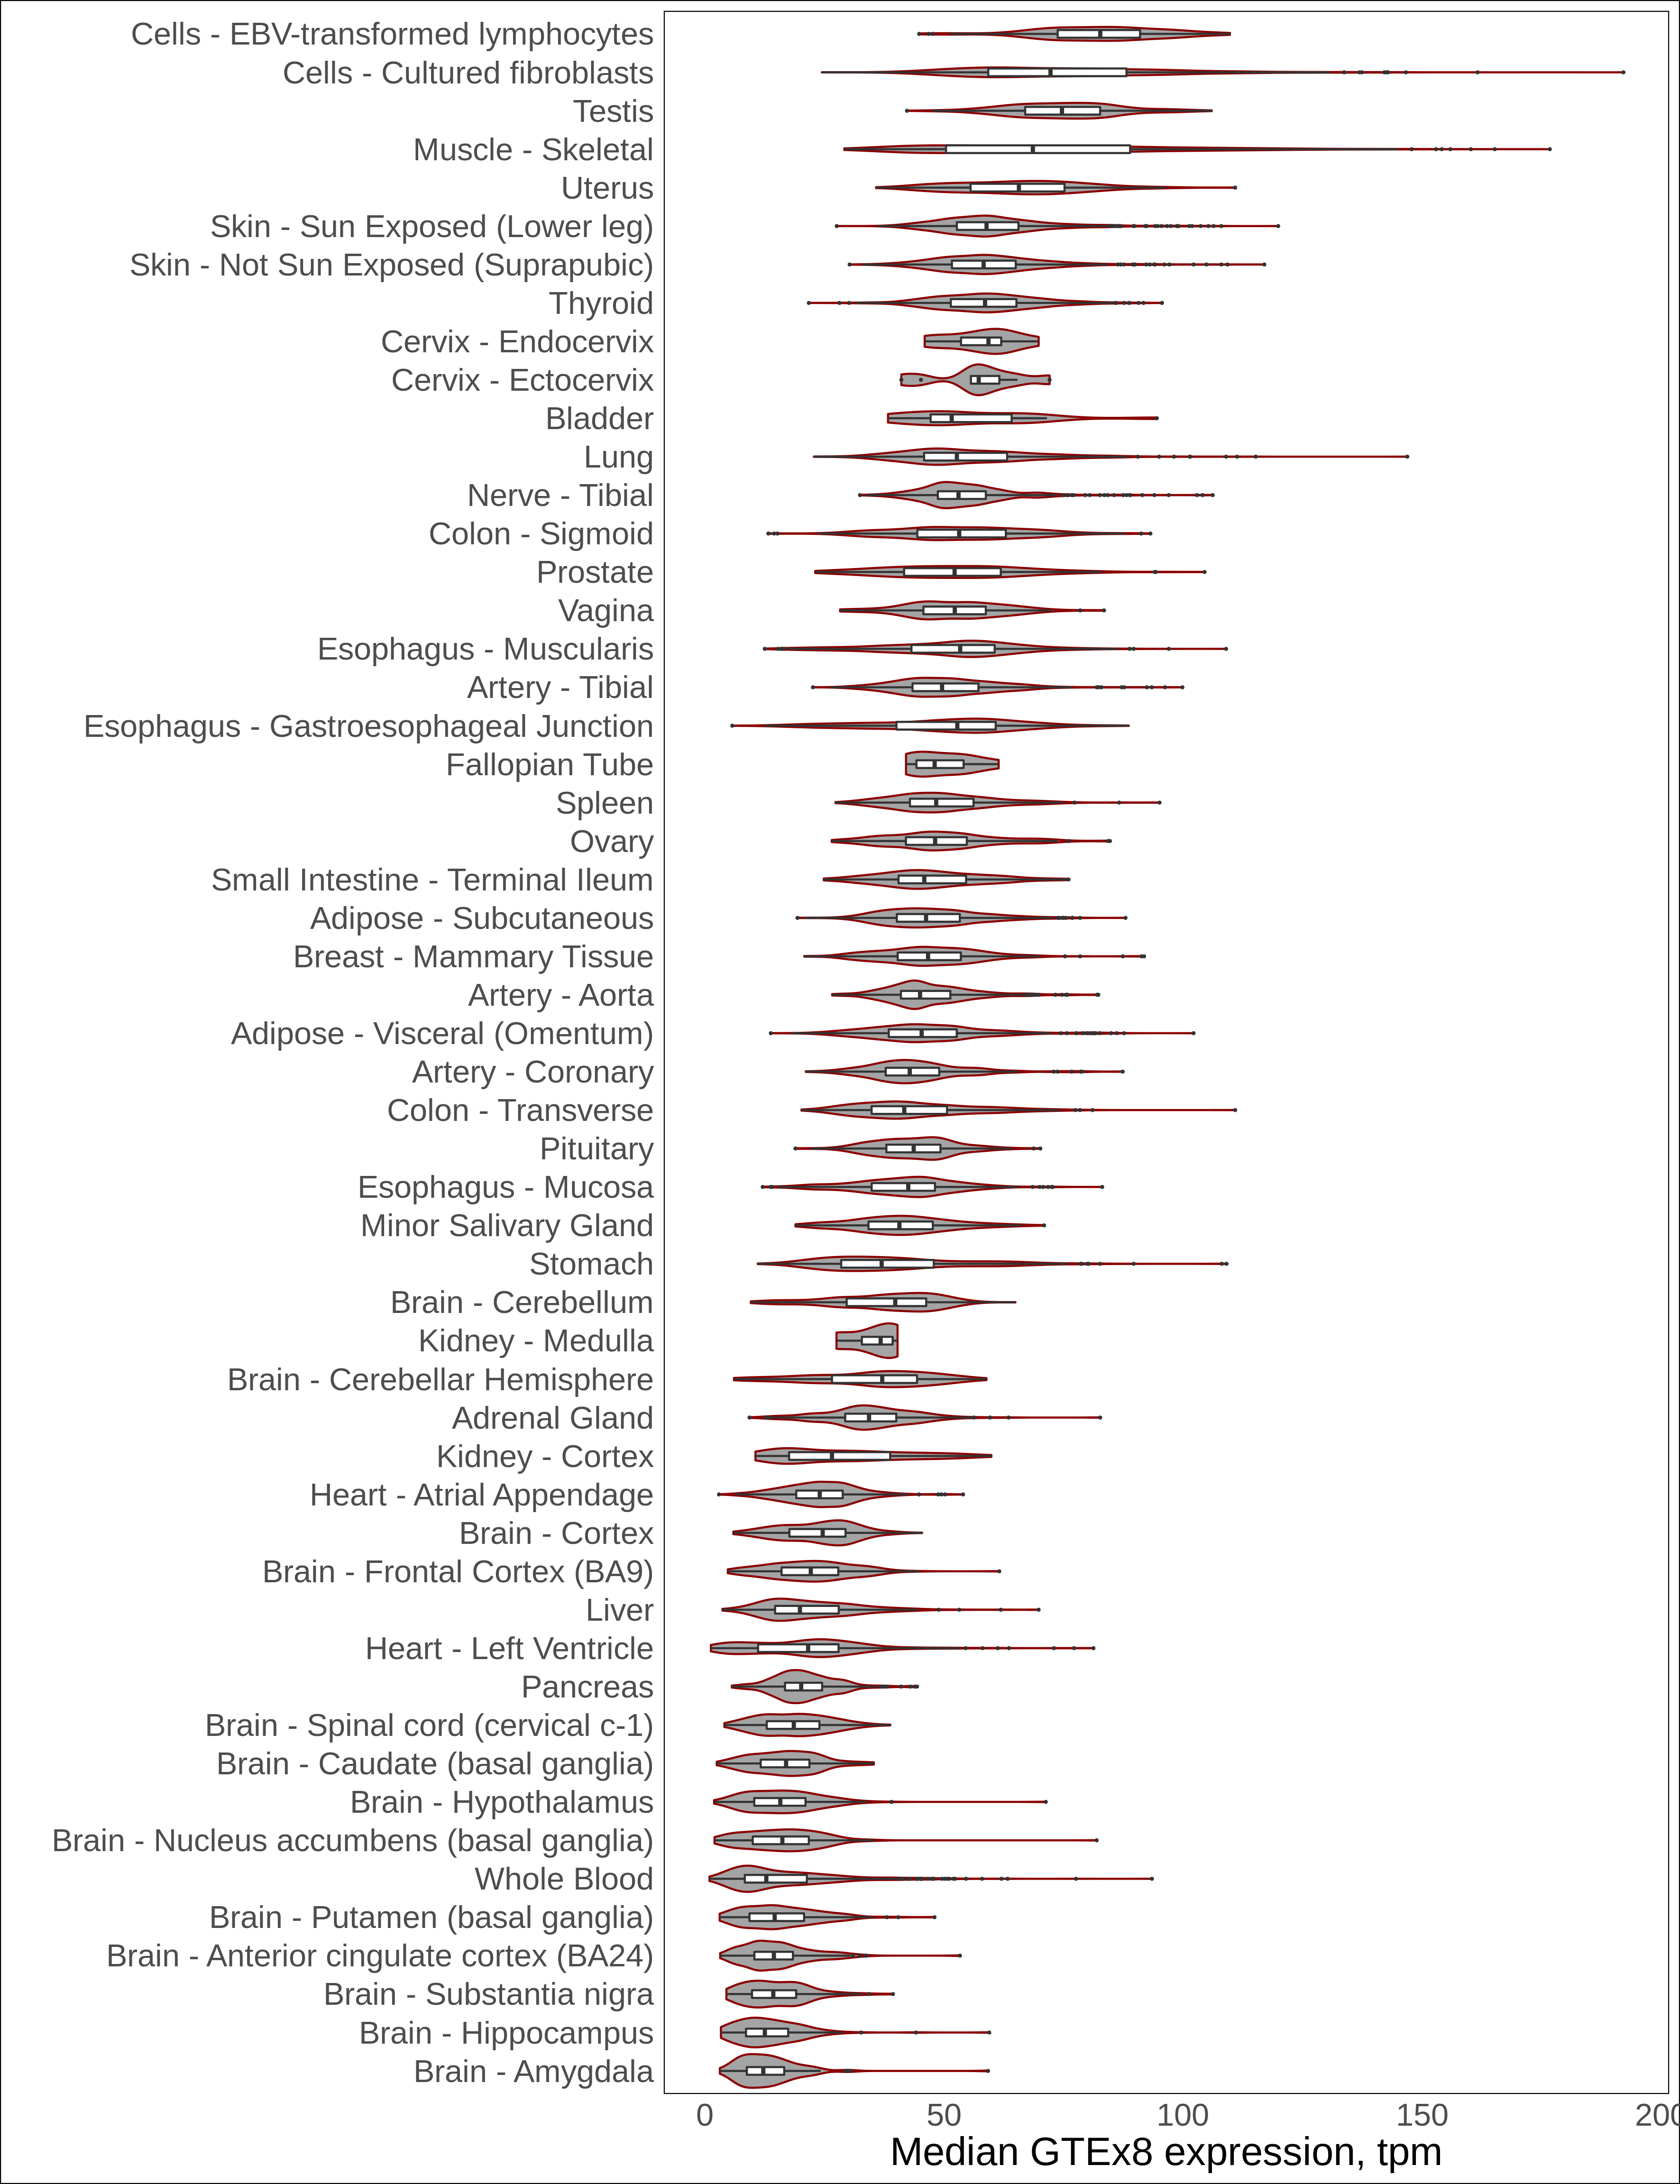 Cells - EBV-transformed lymphocytes
Cells - Cultured fibroblasts
Testis
Muscle - Skeletal
Uterus
Skin - Sun Exposed (Lower leg)
Skin - Not Sun Exposed (Suprapubic)
Thyroid
Cervix - Endocervix
Cervix - Ectocervix
Bladder
Lung
Nerve - Tibial
Colon - Sigmoid
Prostate
Vagina
Esophagus - Muscularis
Artery - Tibial
Esophagus - Gastroesophageal Junction
Fallopian Tube
Spleen
Ovary
Small Intestine - Terminal Ileum
Adipose - Subcutaneous
Breast - Mammary Tissue
Artery - Aorta
Adipose - Visceral (Omentum)
Artery - Coronary
Colon - Transverse
Pituitary
Esophagus - Mucosa
Minor Salivary Gland
Stomach
Brain - Cerebellum
Kidney - Medulla
Brain - Cerebellar Hemisphere
Adrenal Gland
Kidney - Cortex
Heart - Atrial Appendage
Brain - Cortex
Brain - Frontal Cortex (BA9)
Liver
Heart - Left Ventricle
Pancreas
Brain - Spinal cord (cervical c-1)
Brain - Caudate (basal ganglia)
Brain - Hypothalamus
Brain - Nucleus accumbens (basal ganglia)
Whole Blood
Brain - Putamen (basal ganglia)
Brain - Anterior cingulate cortex (BA24)
Brain - Substantia nigra
Brain - Hippocampus
Brain - Amygdala
0 50 100 150 200
Median GTEx8 expression, tpm